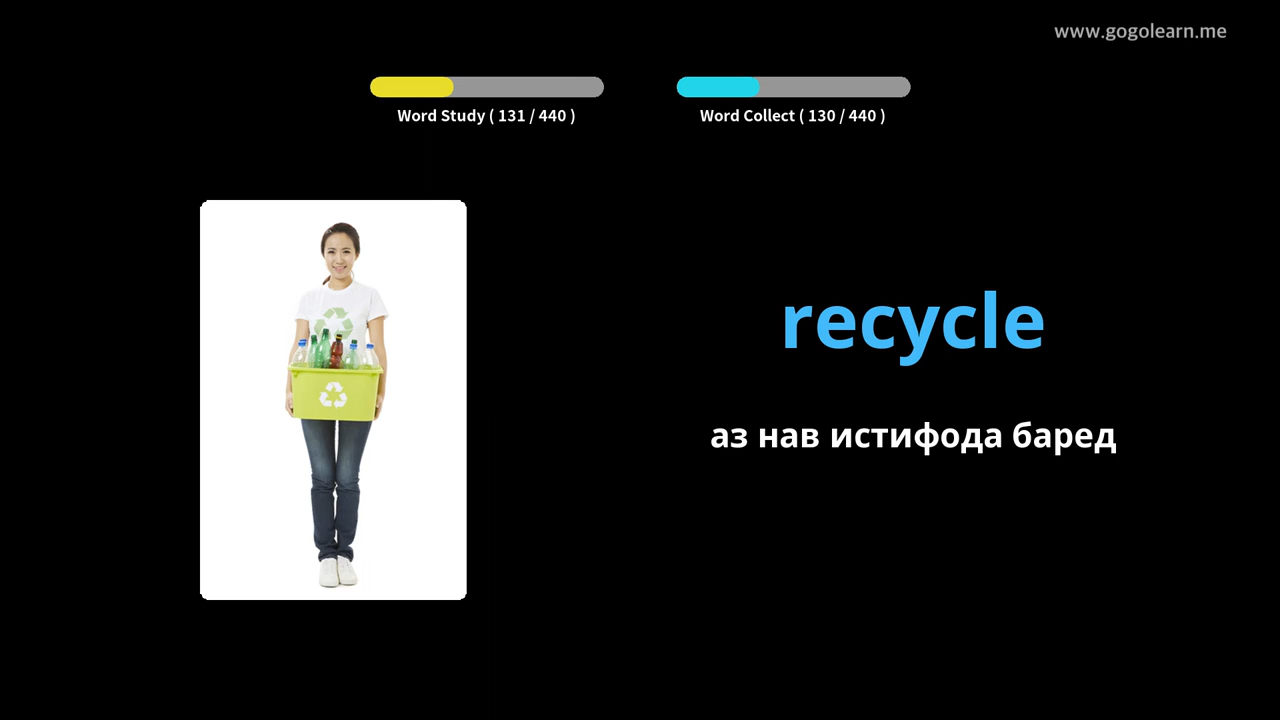 www.gogolearn.me
Word Study ( 131 / 440 )
Word Collect ( 130 / 440 )
recycle
аз нав истифода баред